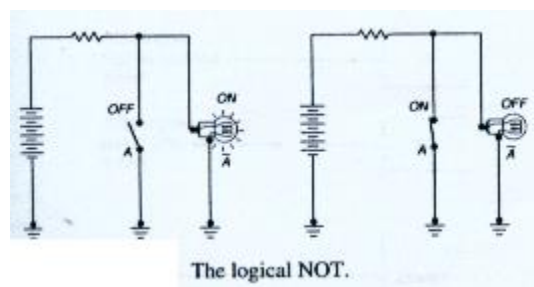 OFF ON
A A̅
ON OFF
A A̅
The logical NOT.